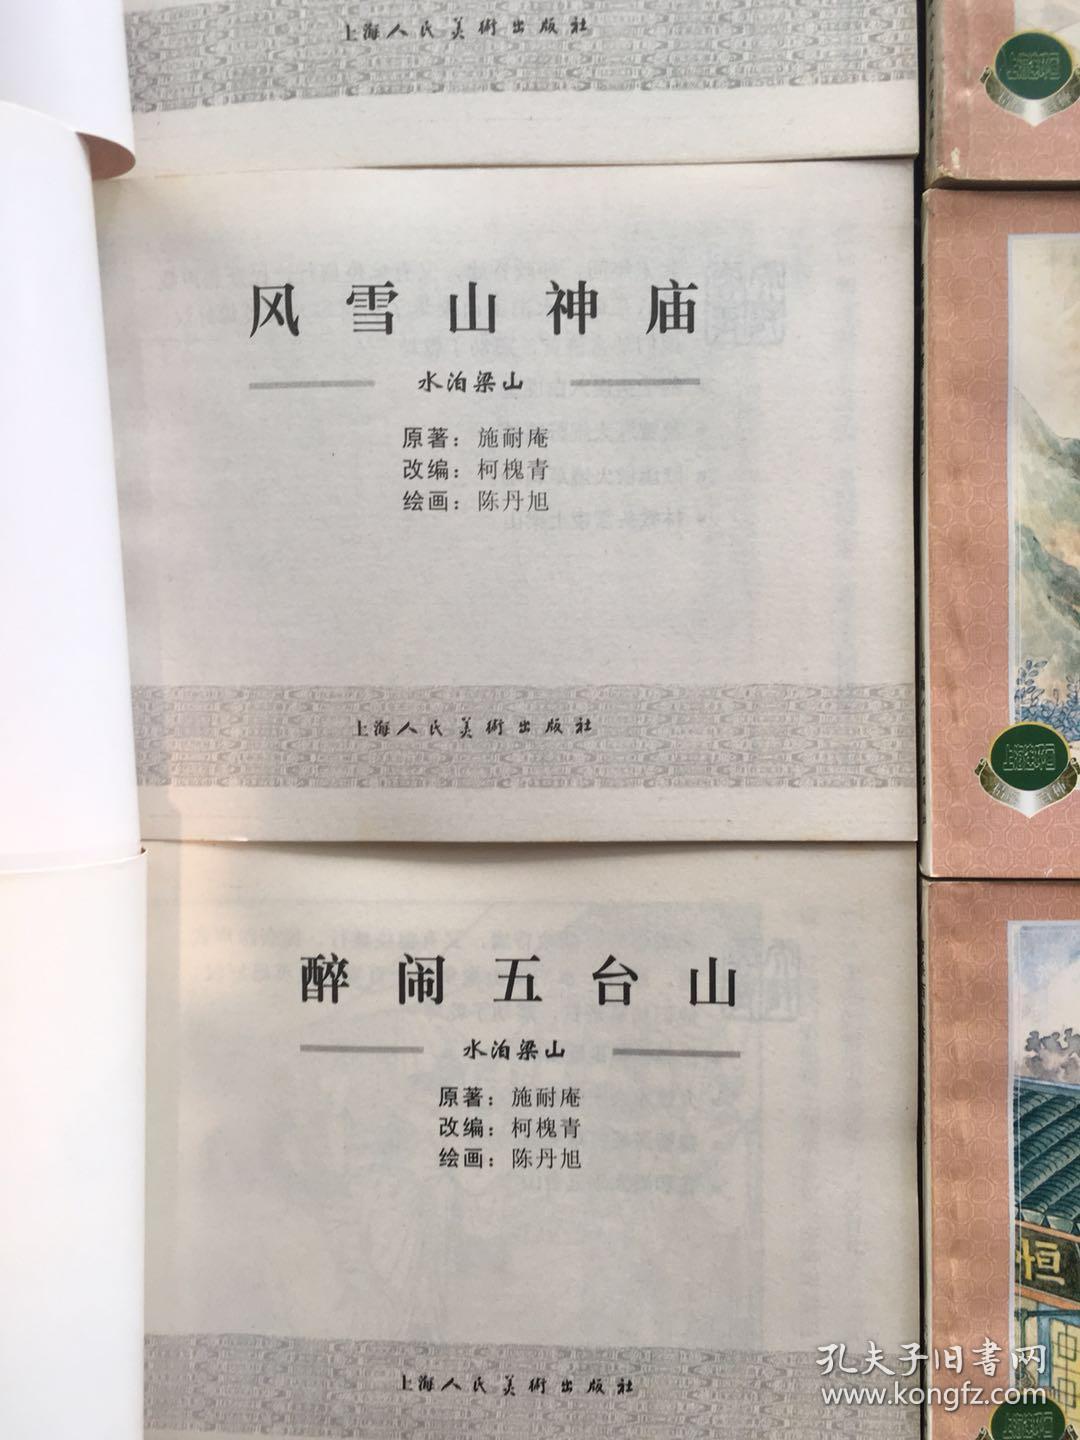 上海人民美術出版社
风雪山神庙
水泊梁山
原著：施耐庵
改编：柯槐青
绘画：陈丹旭
上海人民美術出版社
醉闹五台山
水泊梁山
原著：施耐庵
改编：柯槐青
绘画：陈丹旭
上海人民美術出版社
百种
恒
孔夫子旧书网
www.kongfz.com